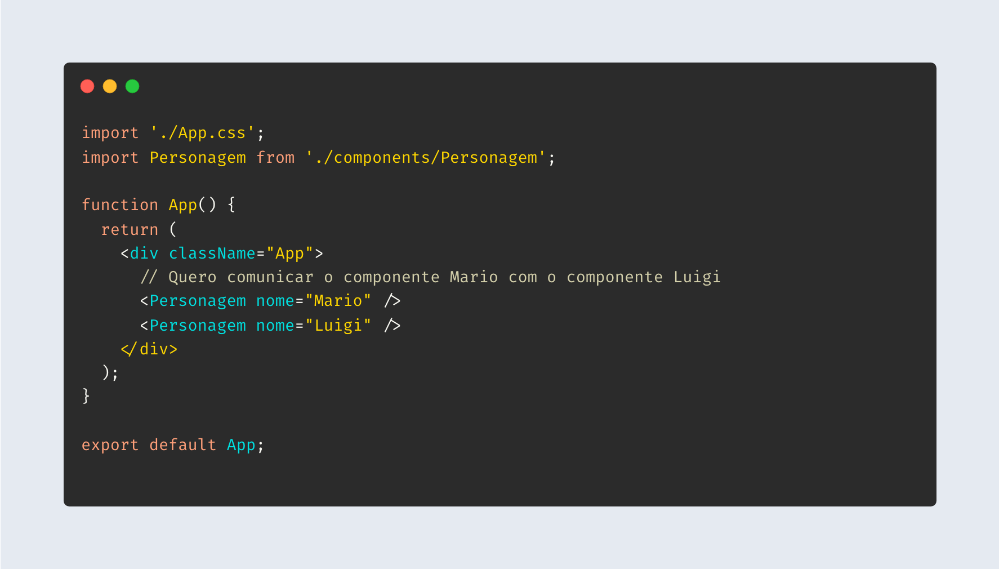 import './App.css';
import Personagem from './components/Personagem';
function App() {
return (
<div className="App">
// Quero comunicar o componente Mario com o componente Luigi
<Personagem nome="Mario" />
<Personagem nome="Luigi" />
</div>
);
}
export default App;